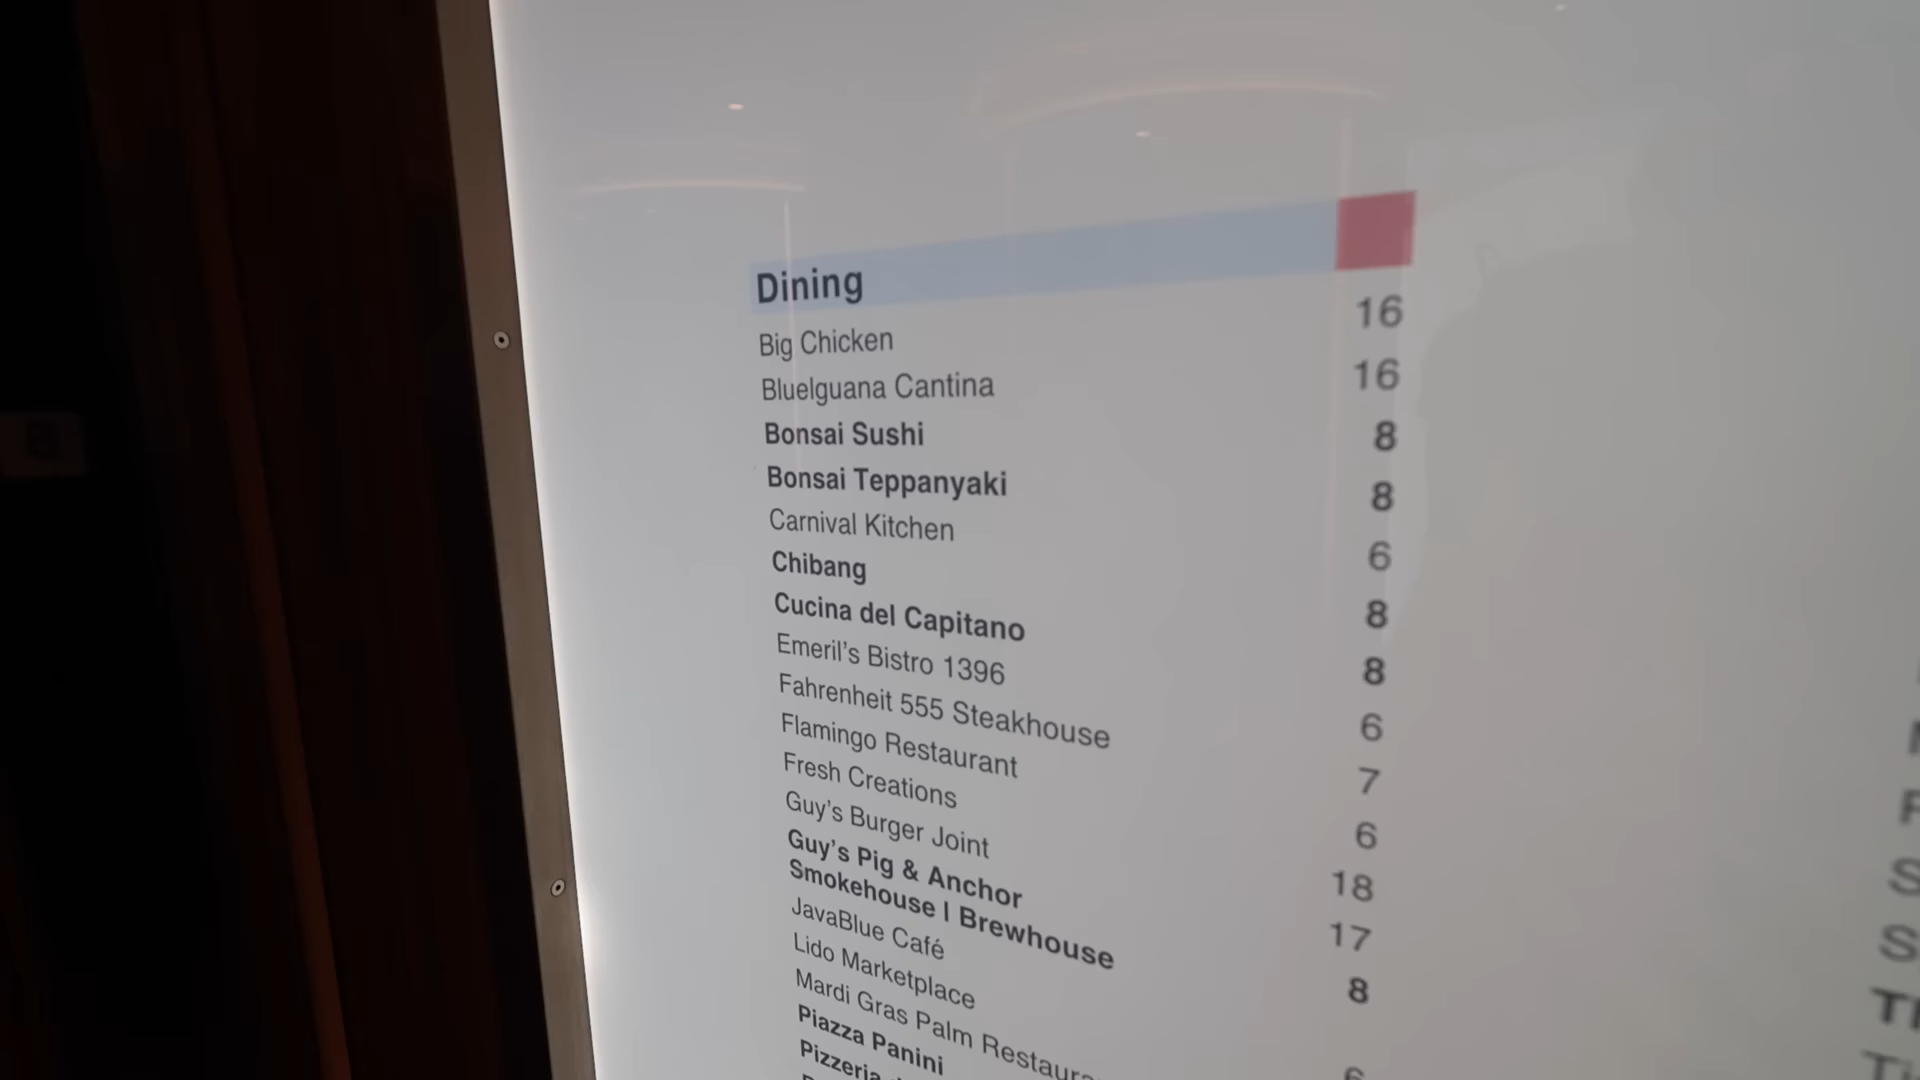 Dining
Big Chicken 16
BlueIguana Cantina 16
Bonsai Sushi 8
Bonsai Teppanyaki 8
Carnival Kitchen 6
Chibang 8
Cucina del Capitano 8
Emeril's Bistro 1396 6
Fahrenheit 555 Steakhouse 7
Flamingo Restaurant 6
Fresh Creations 18
Guy's Burger Joint 17
Guy's Pig & Anchor 8
Smokehouse | Brewhouse
JavaBlue Café 6
Lido Marketplace
Mardi Gras Palm
Piazza Panini
Pizzeria